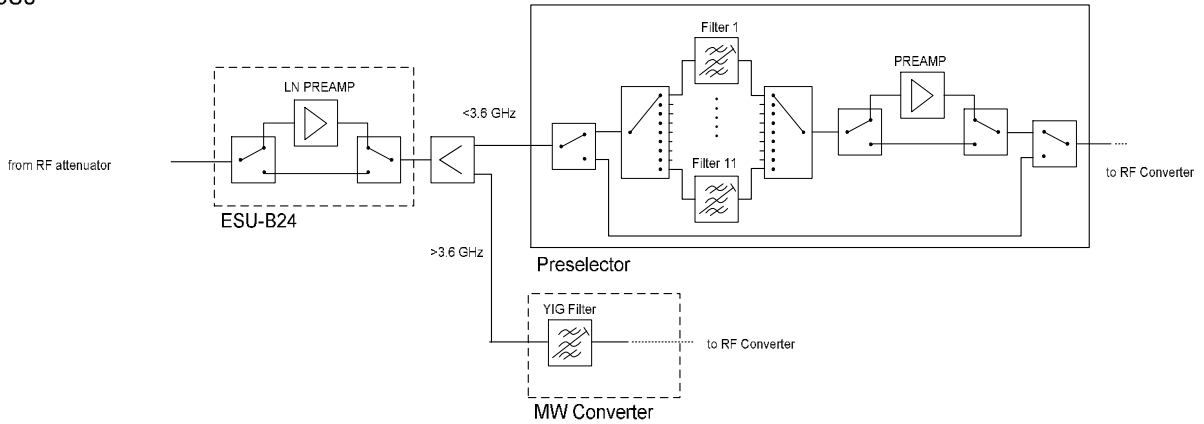 Filter 1
PREAMP
LN PREAMP
<3.6 GHz
from RF attenuator
to RF Converter
Filter 11
ESU-B24
>3.6 GHz
Preselector
YIG Filter
to RF Converter
MW Converter